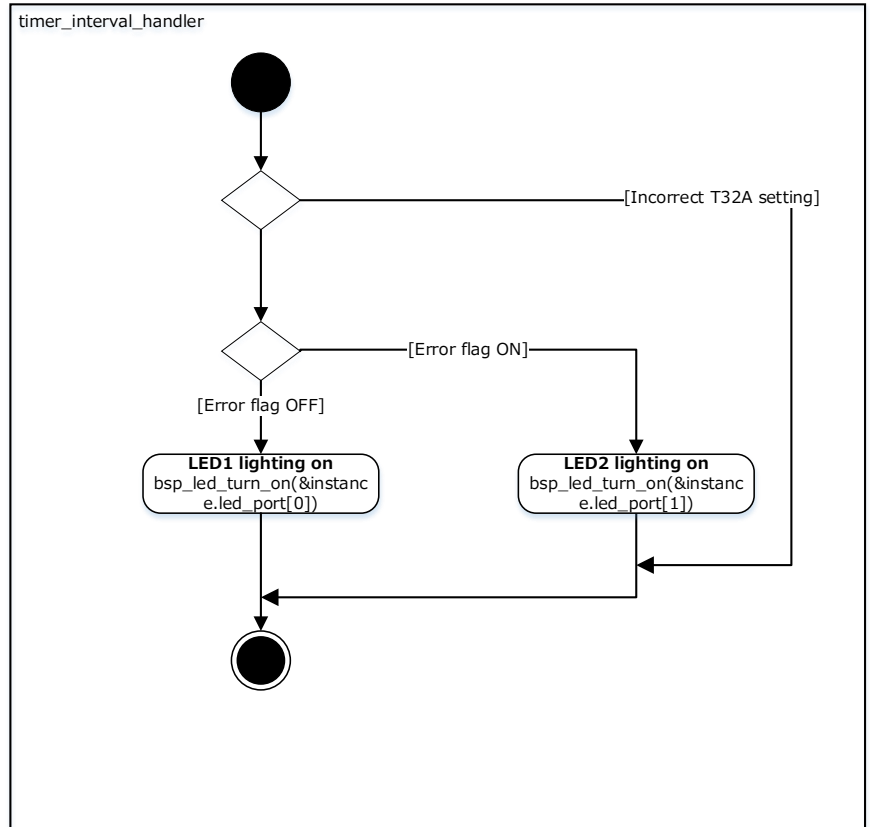 timer_interval_handler
[Incorrect T32A setting]
[Error flag ON]
[Error flag OFF]
LED1 lighting on
bsp_led_turn_on(&instanc
e.led_port[0])
LED2 lighting on
bsp_led_turn_on(&instanc
e.led_port[1])